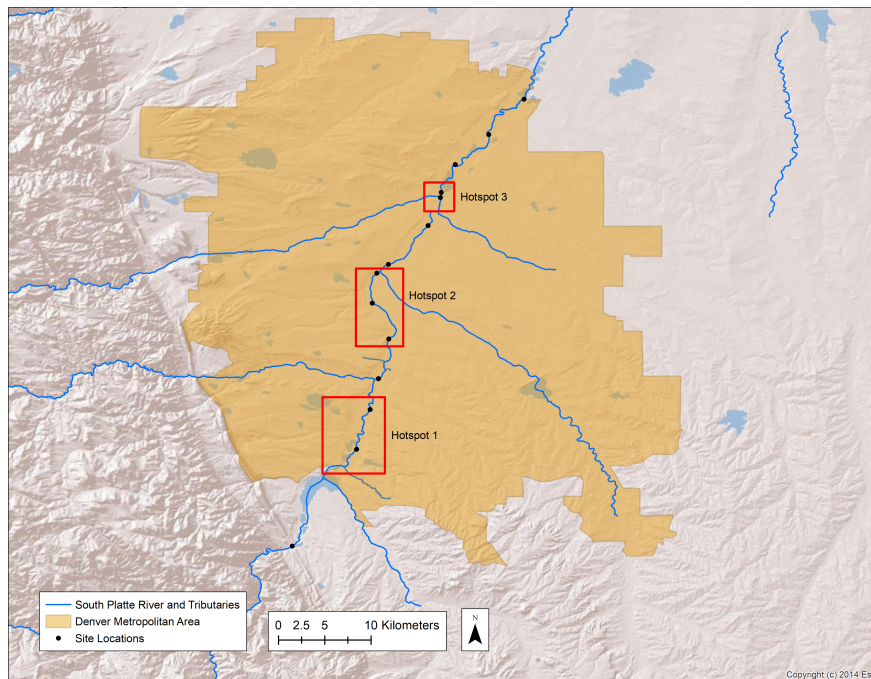 Hotspot 3
Hotspot 2
Hotspot 1
South Platte River and Tributaries
Denver Metropolitan Area
Site Locations
0 2.5 5 10 Kilometers
N
Copyright:(c) 2014 Es